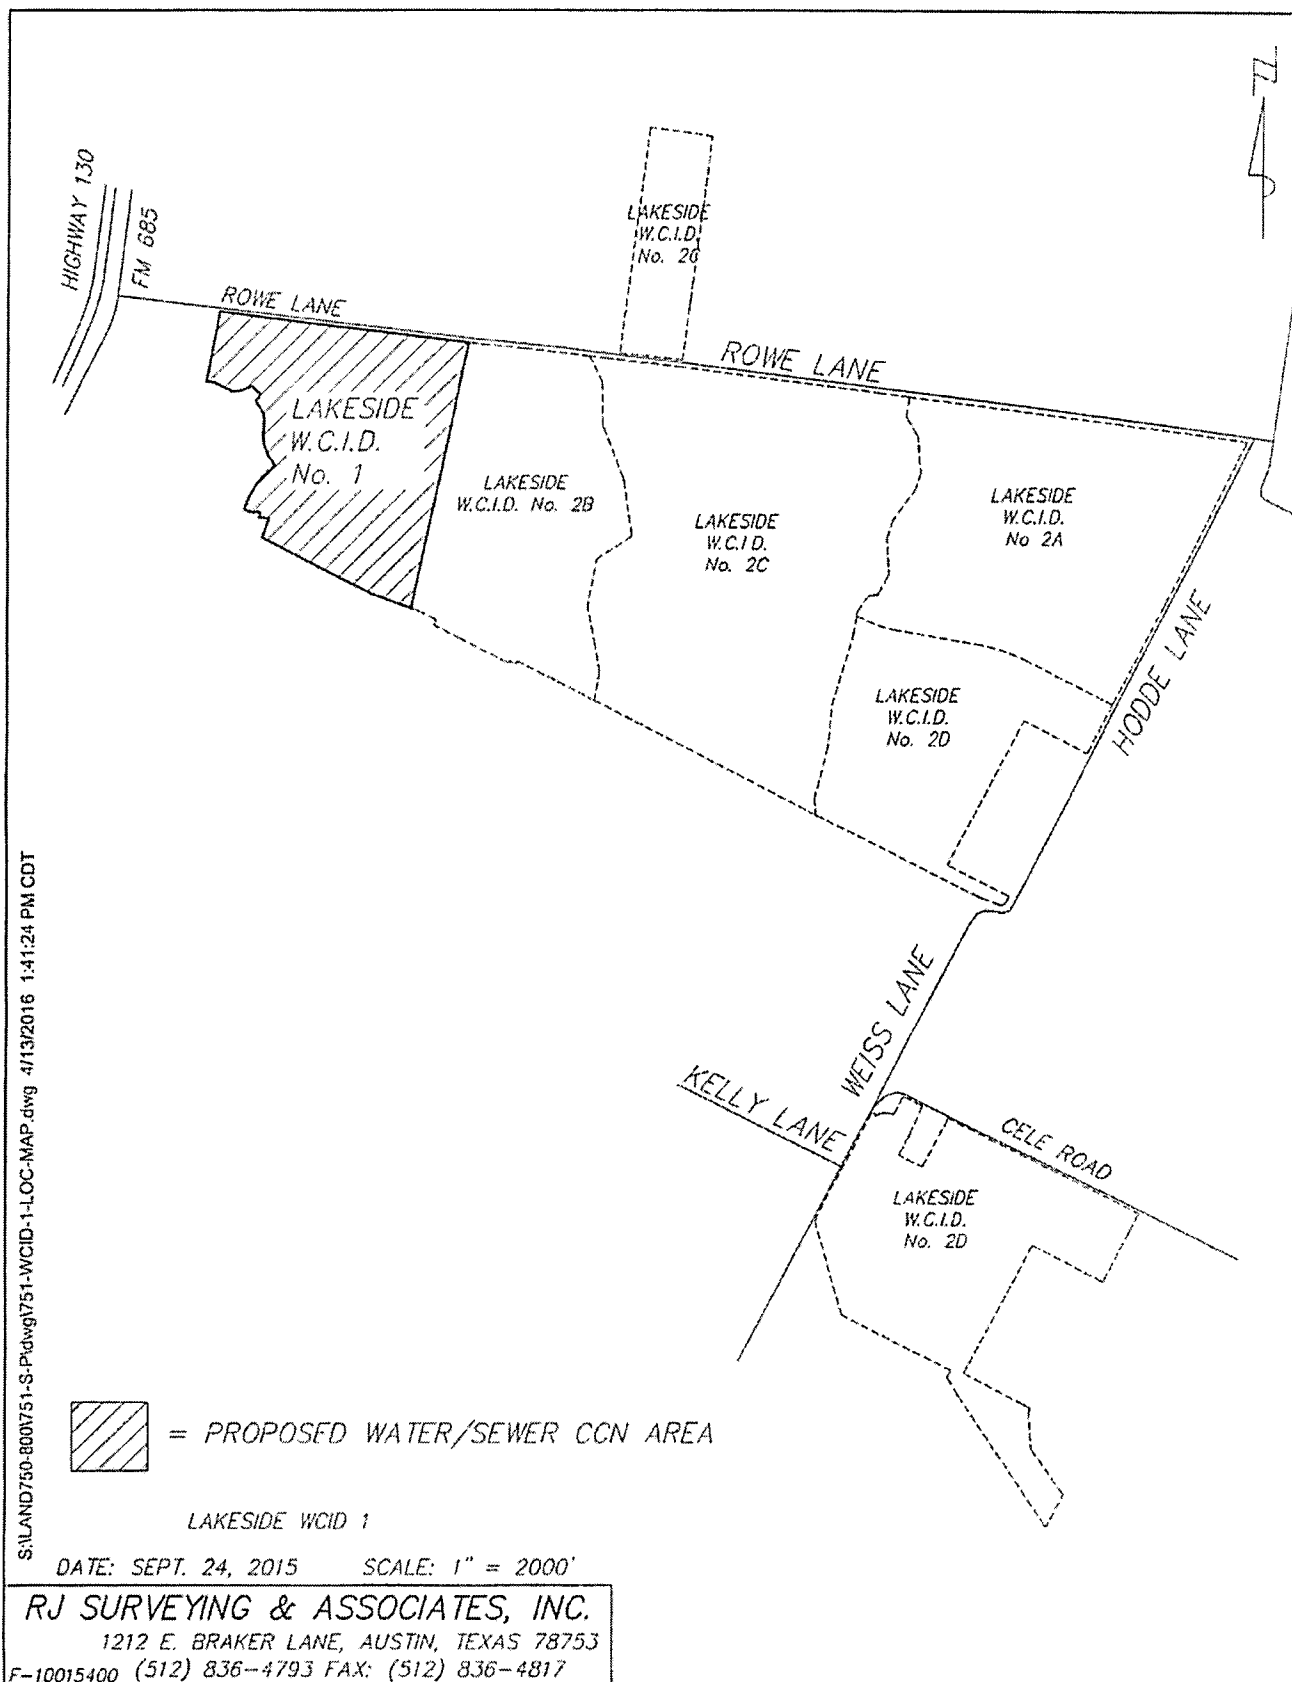 N
HIGHWAY 130
FM 685
LAKESIDE
W.C.I.D.
No. 2C
ROWE LANE
ROWE LANE
LAKESIDE
W.C.I.D.
No. 1
LAKESIDE
W.C.I.D. No. 2B
LAKESIDE
W.C.I.D.
No. 2C
LAKESIDE
W.C.I.D.
No 2A
HODDE LANE
LAKESIDE
W.C.I.D.
No. 2D
WEISS LANE
KELLY LANE
CELE ROAD
LAKESIDE
W.C.I.D.
No. 2D
S:\LAND750-800\751-S-P\dwg\751-WCID-1-LOC-MAP.dwg 4/13/2016 1:41:24 PM CDT
= PROPOSED WATER/SEWER CCN AREA
LAKESIDE WCID 1
DATE: SEPT. 24, 2015 SCALE: 1" = 2000'
RJ SURVEYING & ASSOCIATES, INC.
1212 E. BRAKER LANE, AUSTIN, TEXAS 78753
F-10015400 (512) 836-4793 FAX: (512) 836-4817